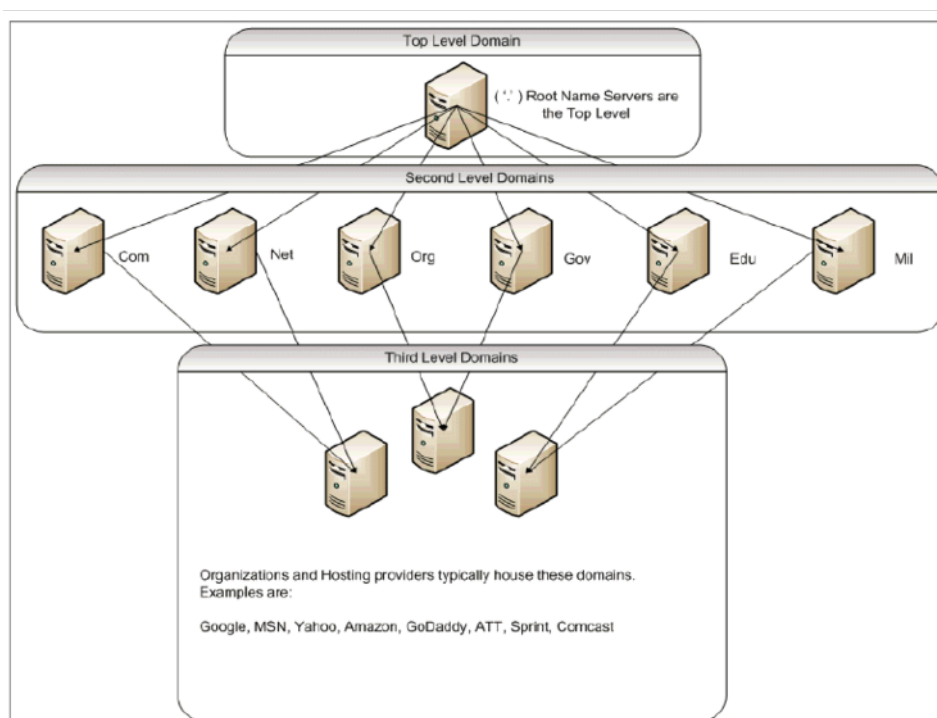 Top Level Domain
( '.' ) Root Name Servers are
the Top Level
Second Level Domains
Com
Net
Org
Gov
Edu
Mil
Third Level Domains
Organizations and Hosting providers typically house these domains.
Examples are:
Google, MSN, Yahoo, Amazon, GoDaddy, ATT, Sprint, Comcast